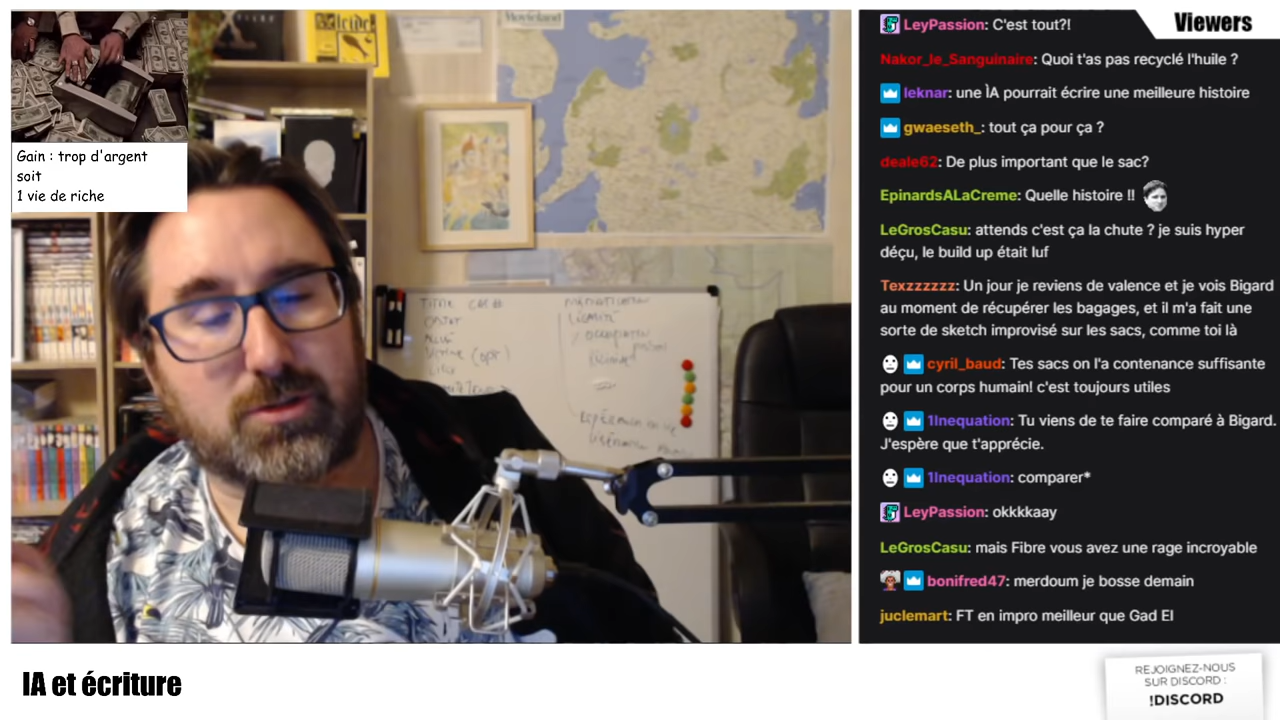 Gain : trop d'argent
soit
1 vie de riche
Viewers
LeyPassion: C'est tout?!
Nakor_le_Sanguinaire: Quoi t'as pas recyclé l'huile ?
leknar: une ÌA pourrait écrire une meilleure histoire
gwaeseth_: tout ça pour ça ?
deale62: De plus important que le sac?
EpinardsALaCreme: Quelle histoire !!
LeGrosCasu: attends c'est ça la chute ? je suis hyper
déçu, le build up était luf
Texzzzzzz: Un jour je reviens de valence et je vois Bigard
au moment de récupérer les bagages, et il m'a fait une
sorte de sketch improvisé sur les sacs, comme toi là
cyril_baud: Tes sacs on l'a contenance suffisante
pour un corps humain! c'est toujours utiles
1Inequation: Tu viens de te faire comparé à Bigard.
J'espère que t'apprécie.
1Inequation: comparer*
LeyPassion: okkkkaay
LeGrosCasu: mais Fibre vous avez une rage incroyable
bonifred47: merdoum je bosse demain
juclemart: FT en impro meilleur que Gad El
IA et écriture
REJOIGNEZ-NOUS
SUR DISCORD :
!DISCORD